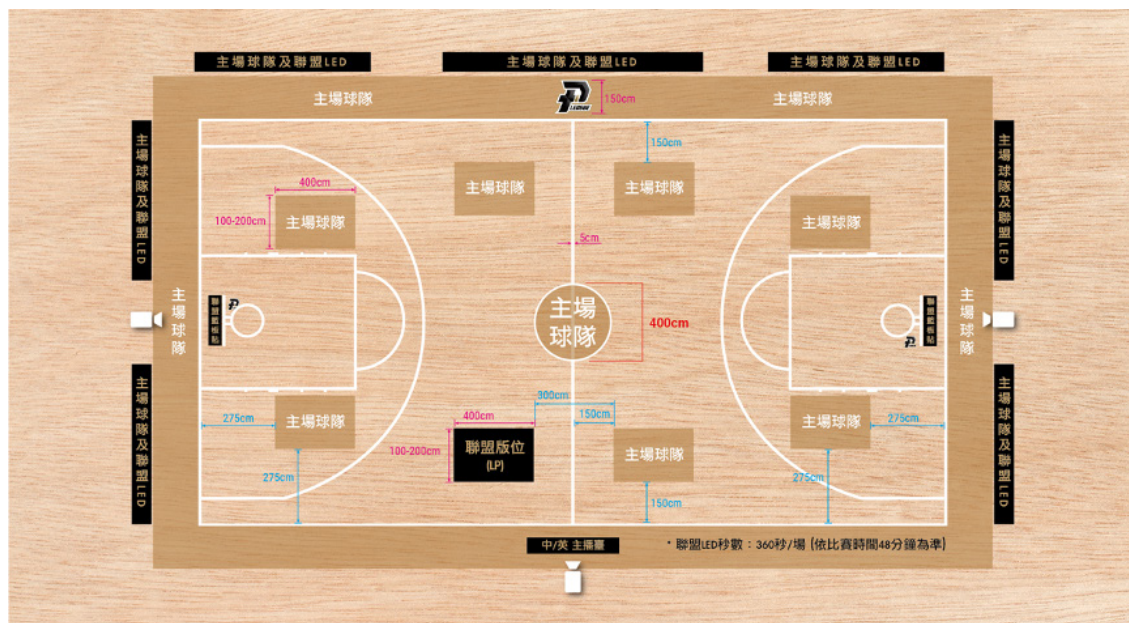 主場球隊及聯盟LED
主場球隊及聯盟LED
主場球隊及聯盟LED
主場球隊
P
LEAGUE
150cm
主場球隊
主場球隊及聯盟LED
主場球隊及聯盟LED
150cm
主場球隊
主場球隊
400cm
100-200cm
主場球隊
主場球隊
5cm
主場球隊
聯盟籃板貼
主場
球隊
400cm
聯盟籃板貼
主場球隊
主場球隊及聯盟LED
主場球隊及聯盟LED
300cm
275cm
主場球隊
400cm
150cm
主場球隊
275cm
100-200cm
聯盟版位
(LP)
主場球隊
275cm
150cm
275cm
中/英 主播臺
* 聯盟LED秒數：360秒/場 (依比賽時間48分鐘為準)